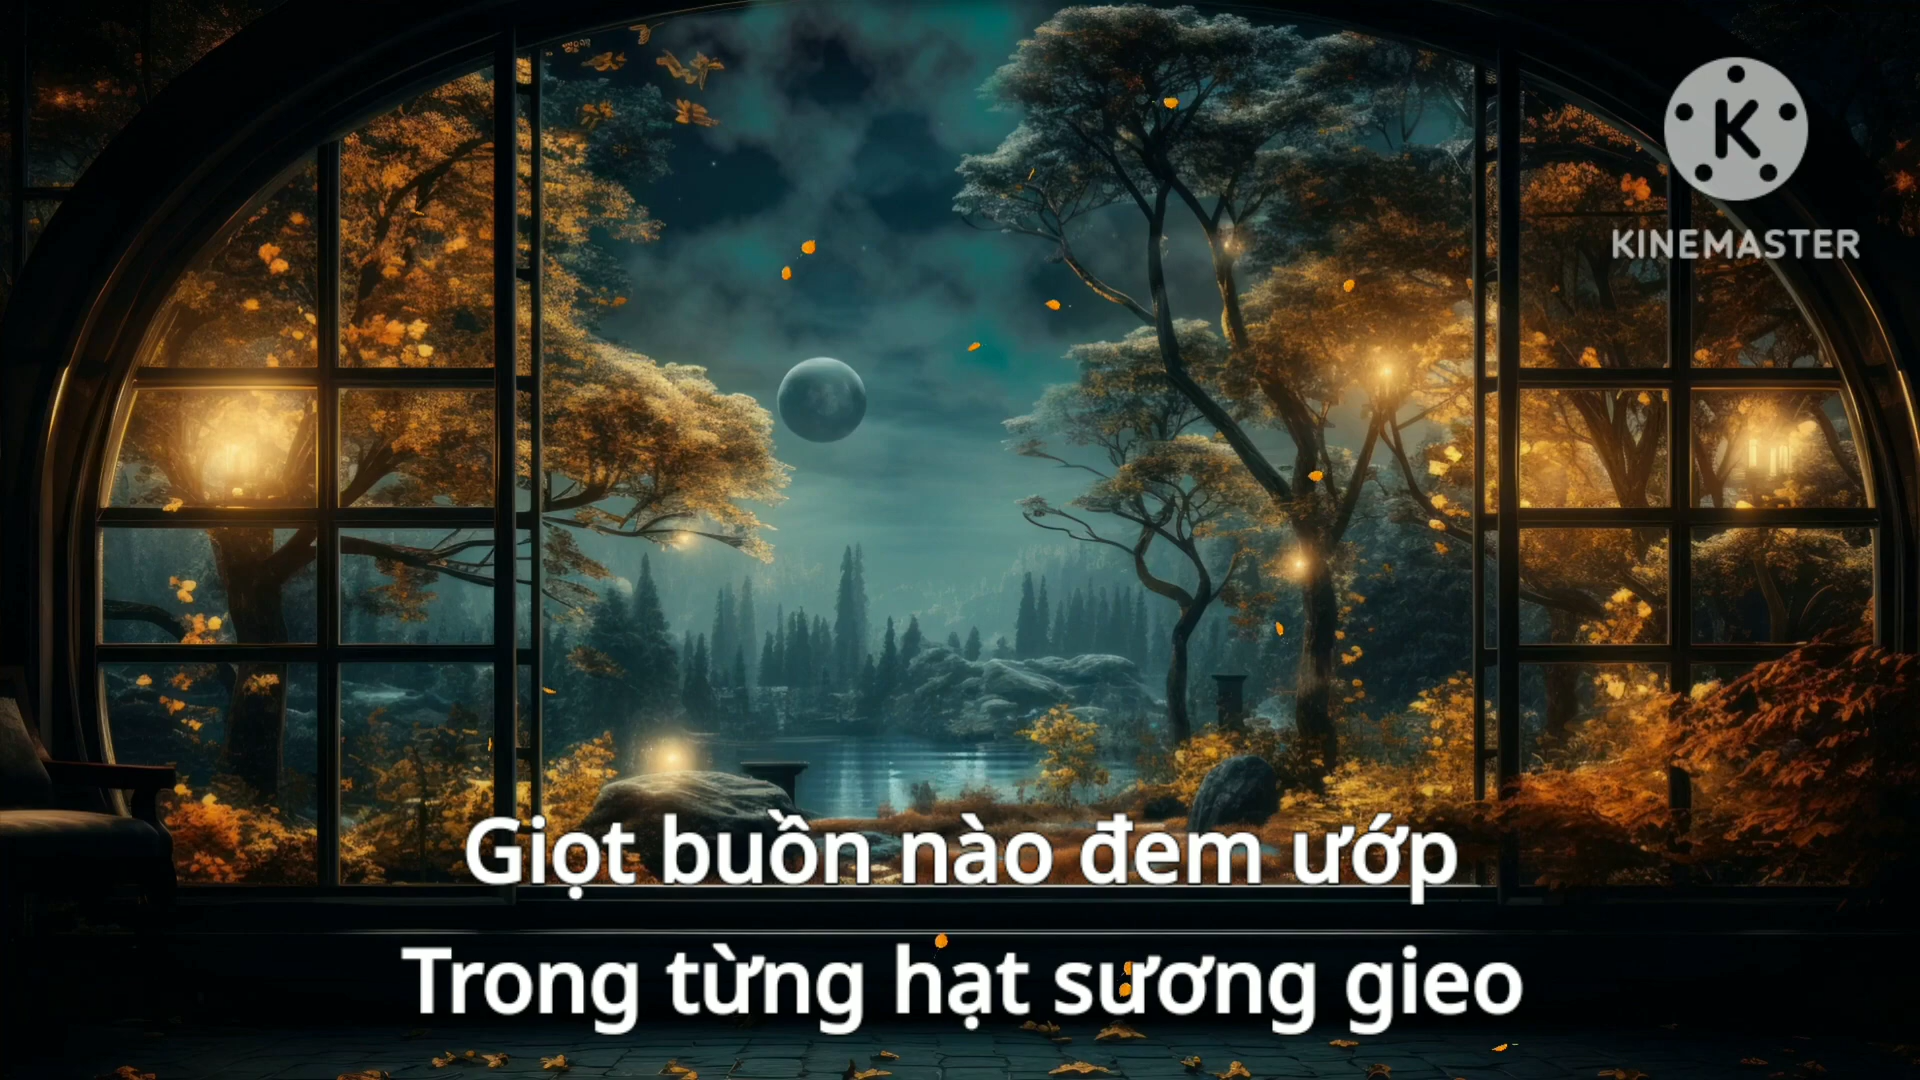 K
KINEMASTER
Giọt buồn nào đem ướp
Trong từng hạt sương gieo